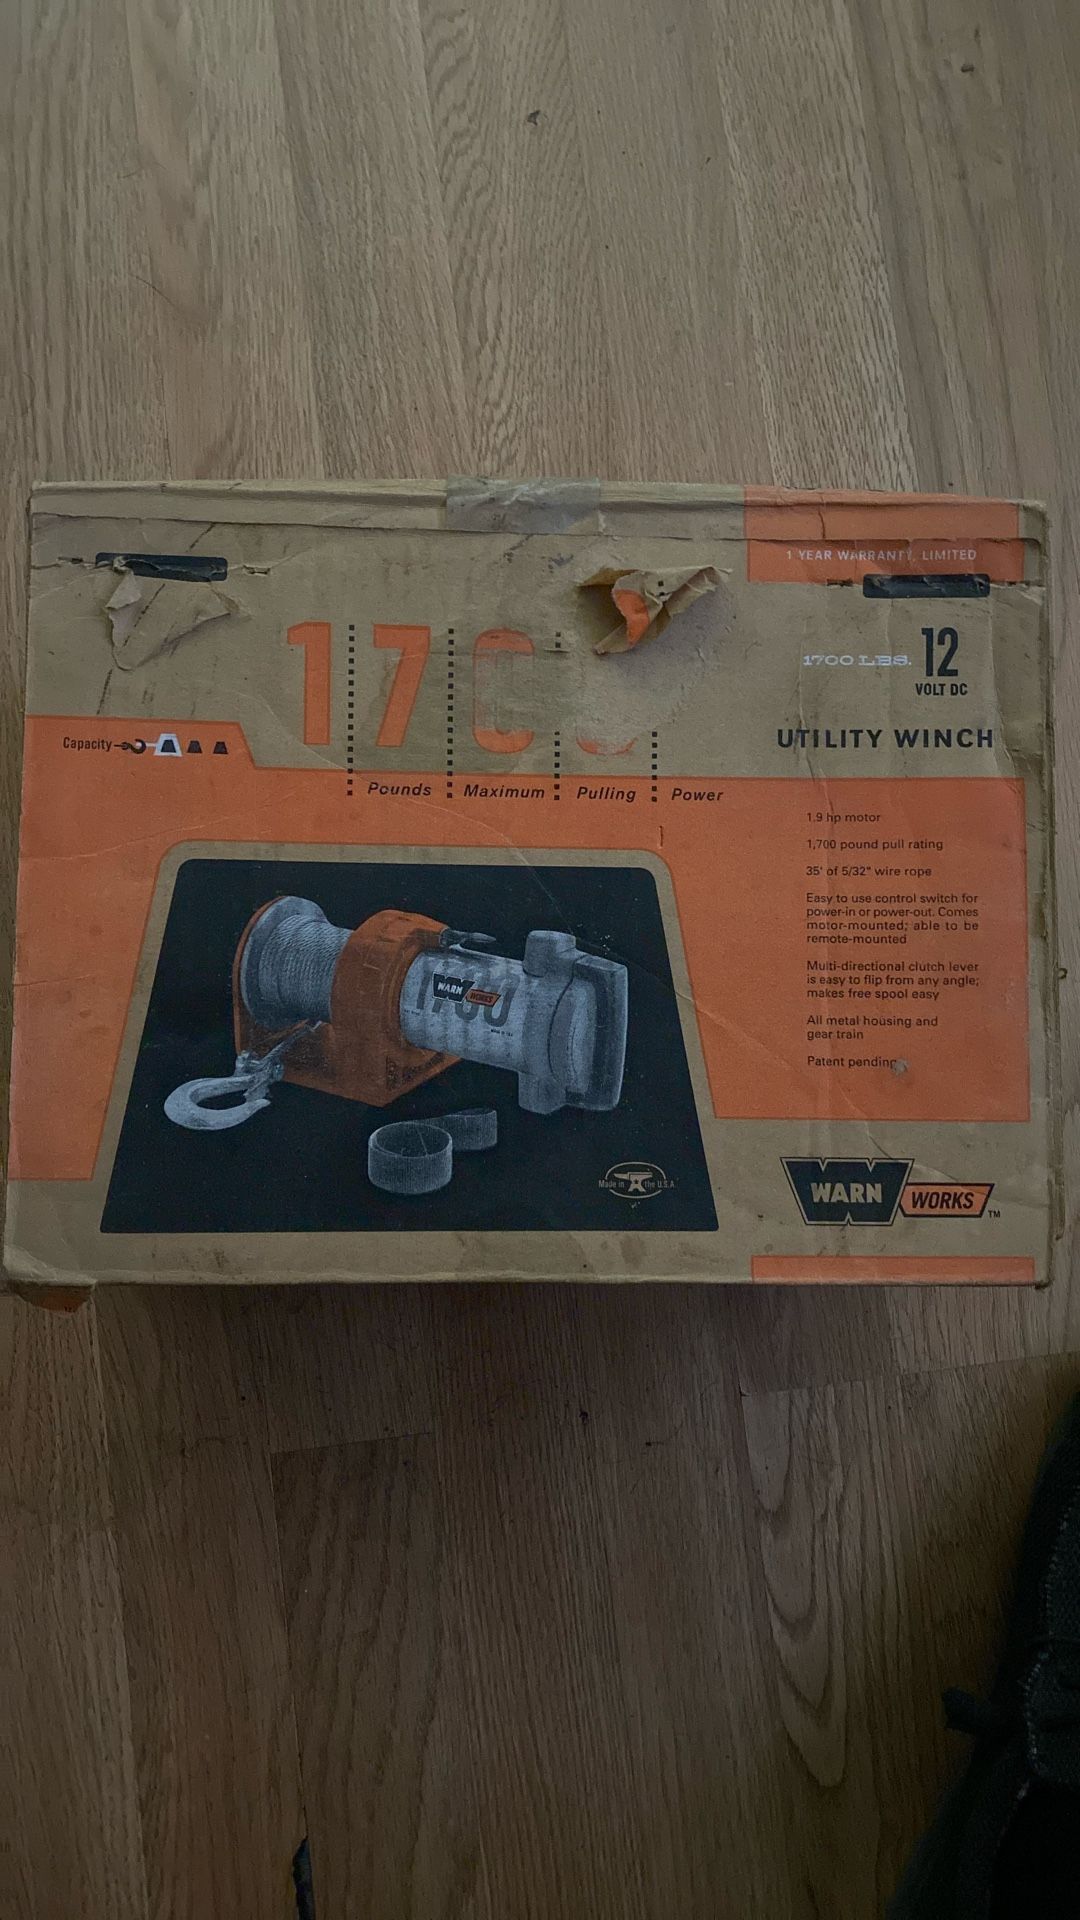 1 YEAR WARRANTY, LIMITED
170
1700 LBS. 12
VOLT DC
UTILITY WINCH
Capacity
Pounds Maximum Pulling Power
1.9 hp motor
1,700 pound pull rating
35' of 5/32" wire rope
Easy to use control switch for
power-in or power-out. Comes
motor-mounted; able to be
remote-mounted
Multi-directional clutch lever
is easy to flip from any angle;
makes free spool easy
All metal housing and
gear train
Patent pending
1700
WARN WORKS
Made in the U.S.A.
WARN WORKS™